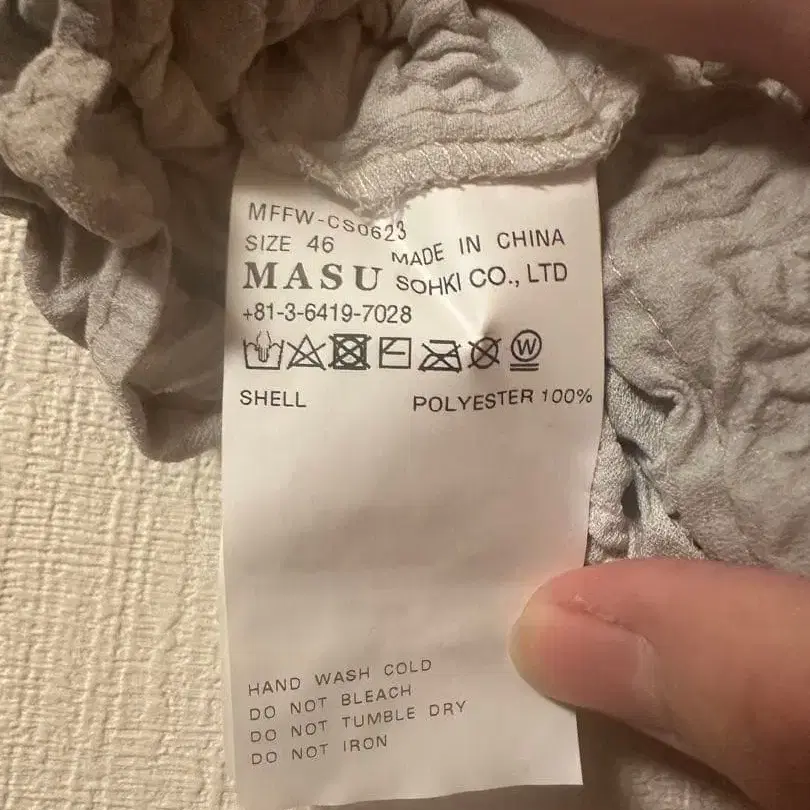 MFFW-CS0623
SIZE 46 MADE IN CHINA
MASU SOHKI CO., LTD
+81-3-6419-7028
W
SHELL POLYESTER 100%
HAND WASH COLD
DO NOT BLEACH
DO NOT TUMBLE DRY
DO NOT IRON